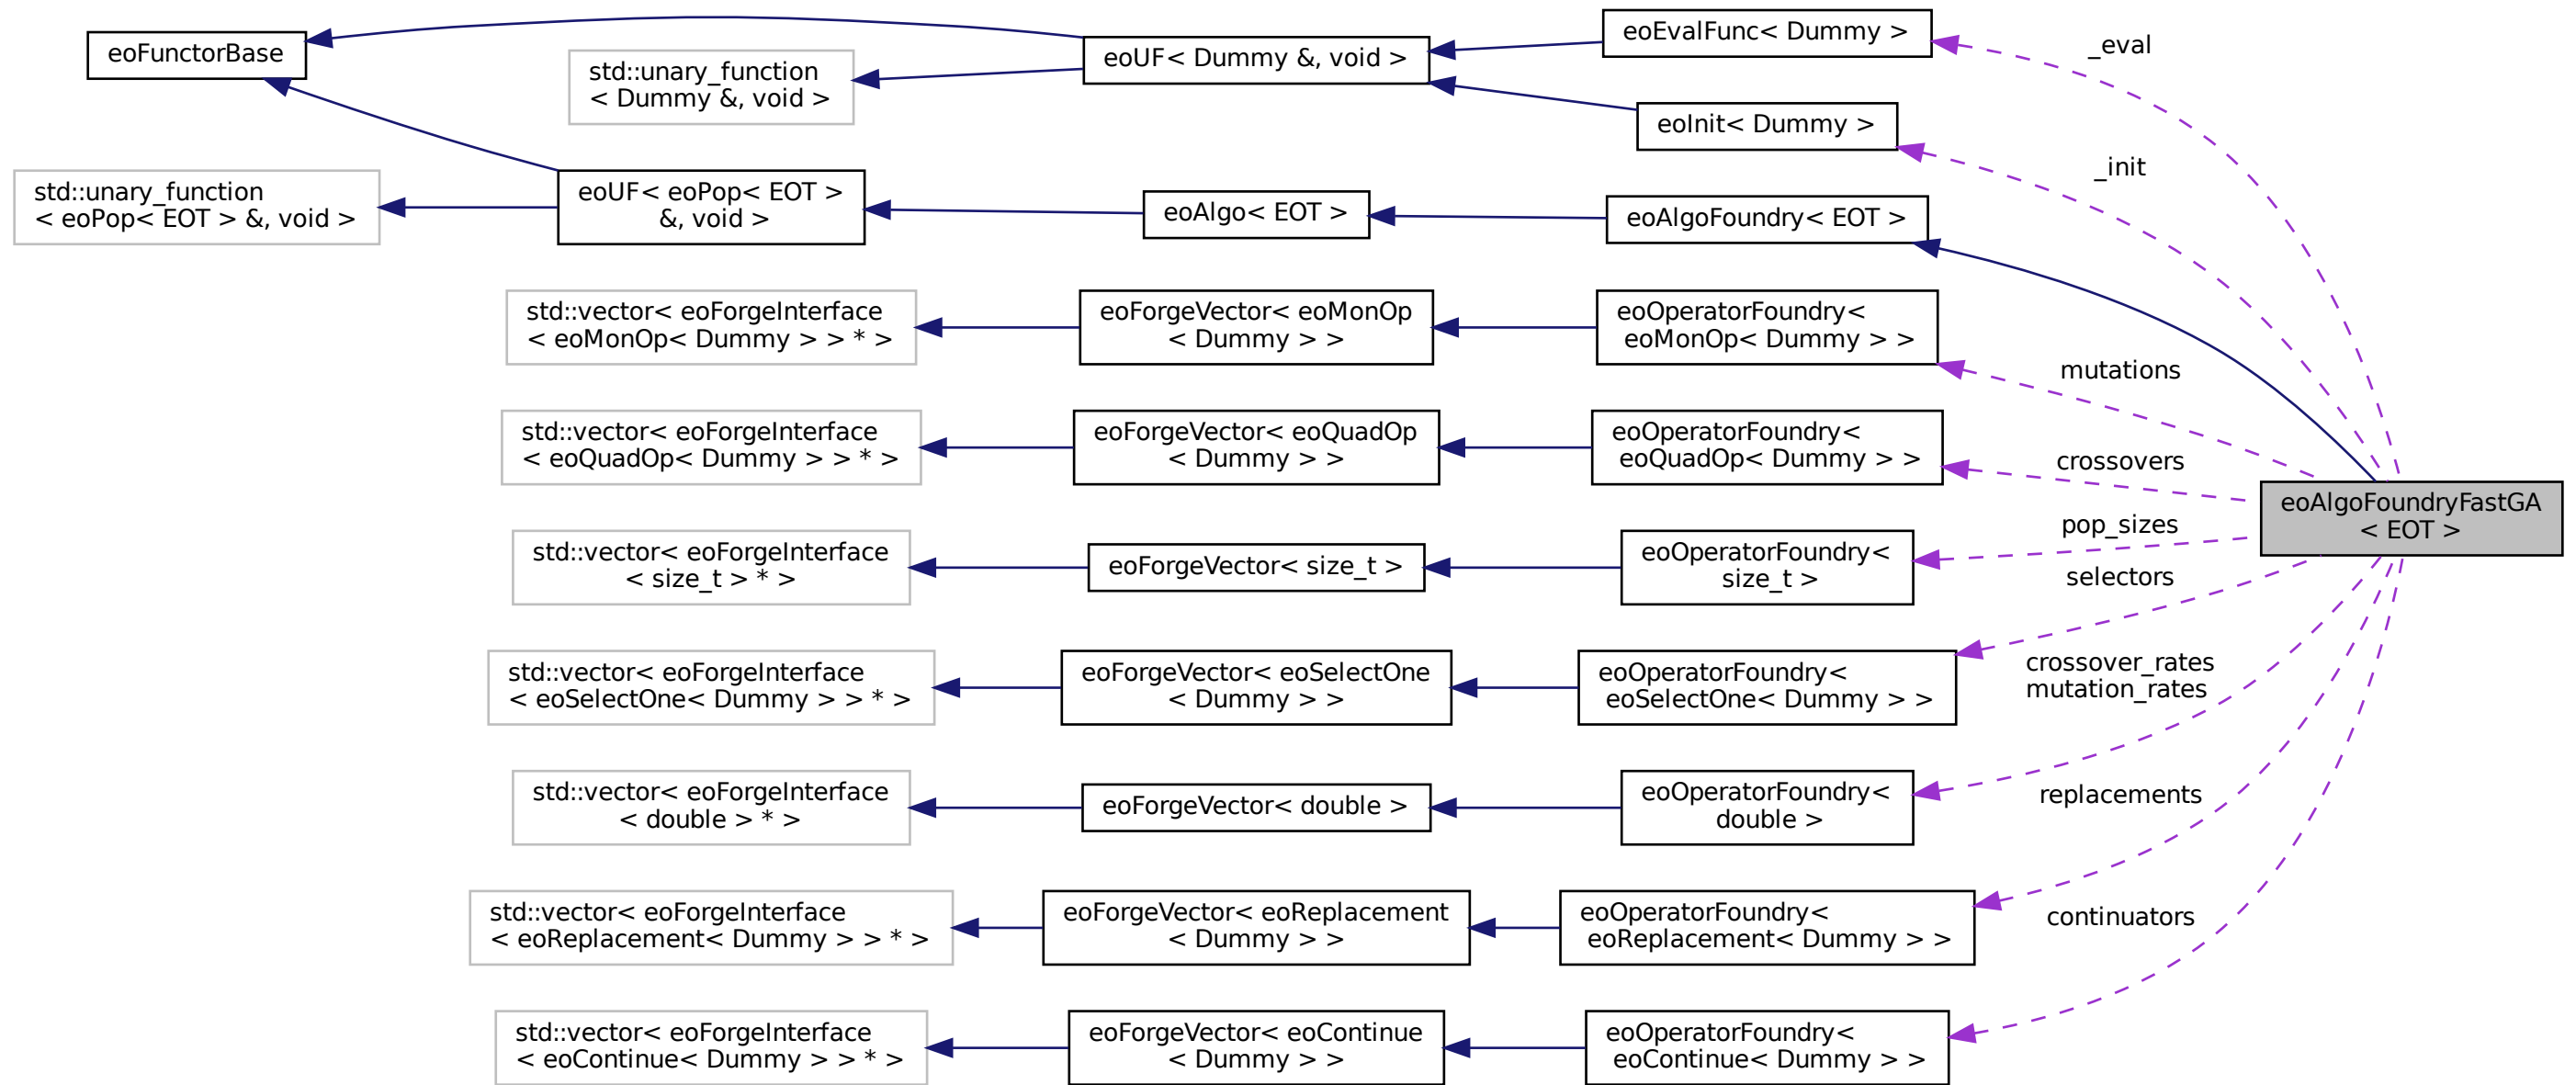 eoFunctorBase
std::unary_function
< Dummy &, void >
eoUF< Dummy &, void >
eoEvalFunc< Dummy >
_eval
eoInit< Dummy >
_init
std::unary_function
< eoPop< EOT > &, void >
eoUF< eoPop< EOT >
&, void >
eoAlgo< EOT >
eoAlgoFoundry< EOT >
std::vector< eoForgeInterface
< eoMonOp< Dummy > > * >
eoForgeVector< eoMonOp
< Dummy > >
eoOperatorFoundry<
eoMonOp< Dummy > >
mutations
std::vector< eoForgeInterface
< eoQuadOp< Dummy > > * >
eoForgeVector< eoQuadOp
< Dummy > >
eoOperatorFoundry<
eoQuadOp< Dummy > >
crossovers
eoAlgoFoundryFastGA
< EOT >
std::vector< eoForgeInterface
< size_t > * >
eoForgeVector< size_t >
eoOperatorFoundry<
size_t >
pop_sizes
selectors
std::vector< eoForgeInterface
< eoSelectOne< Dummy > > * >
eoForgeVector< eoSelectOne
< Dummy > >
eoOperatorFoundry<
eoSelectOne< Dummy > >
crossover_rates
mutation_rates
std::vector< eoForgeInterface
< double > * >
eoForgeVector< double >
eoOperatorFoundry<
double >
replacements
std::vector< eoForgeInterface
< eoReplacement< Dummy > > * >
eoForgeVector< eoReplacement
< Dummy > >
eoOperatorFoundry<
eoReplacement< Dummy > >
continuators
std::vector< eoForgeInterface
< eoContinue< Dummy > > * >
eoForgeVector< eoContinue
< Dummy > >
eoOperatorFoundry<
eoContinue< Dummy > >